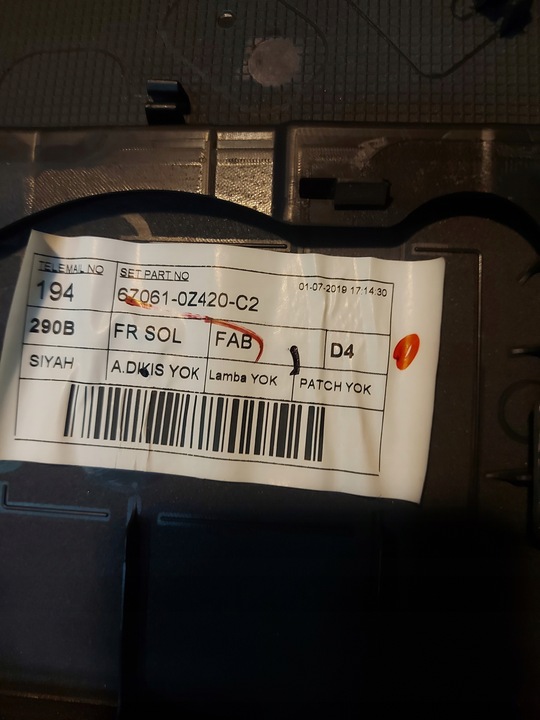 TELEMAIL NO SET PART NO 01-07-2019 17:14:30
194 67061-0Z420-C2
290B FR SOL FAB D4
SIYAH A.DIKIS YOK Lamba YOK PATCH YOK